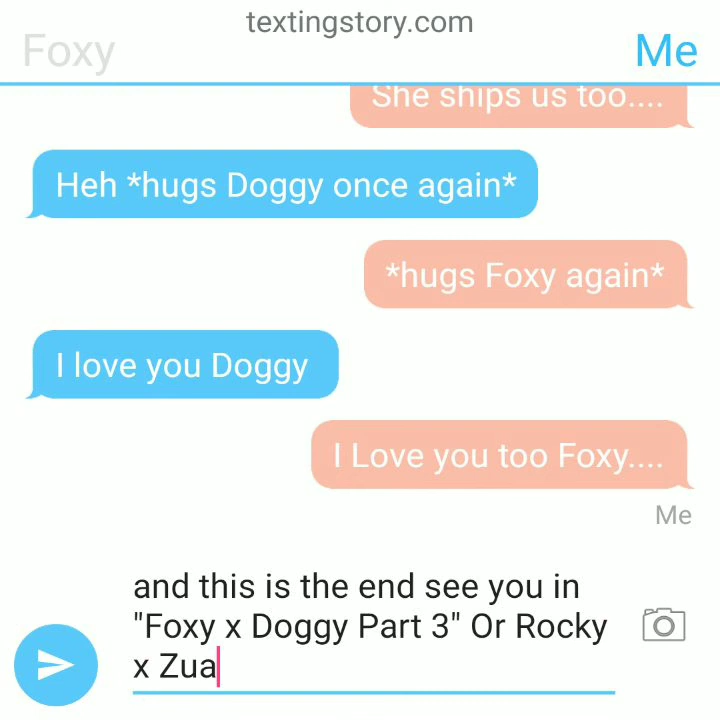 textingstory.com
Foxy
Me
She ships us too....
Heh *hugs Doggy once again*
*hugs Foxy again*
I love you Doggy
I Love you too Foxy....
Me
and this is the end see you in
"Foxy x Doggy Part 3" Or Rocky
x Zua